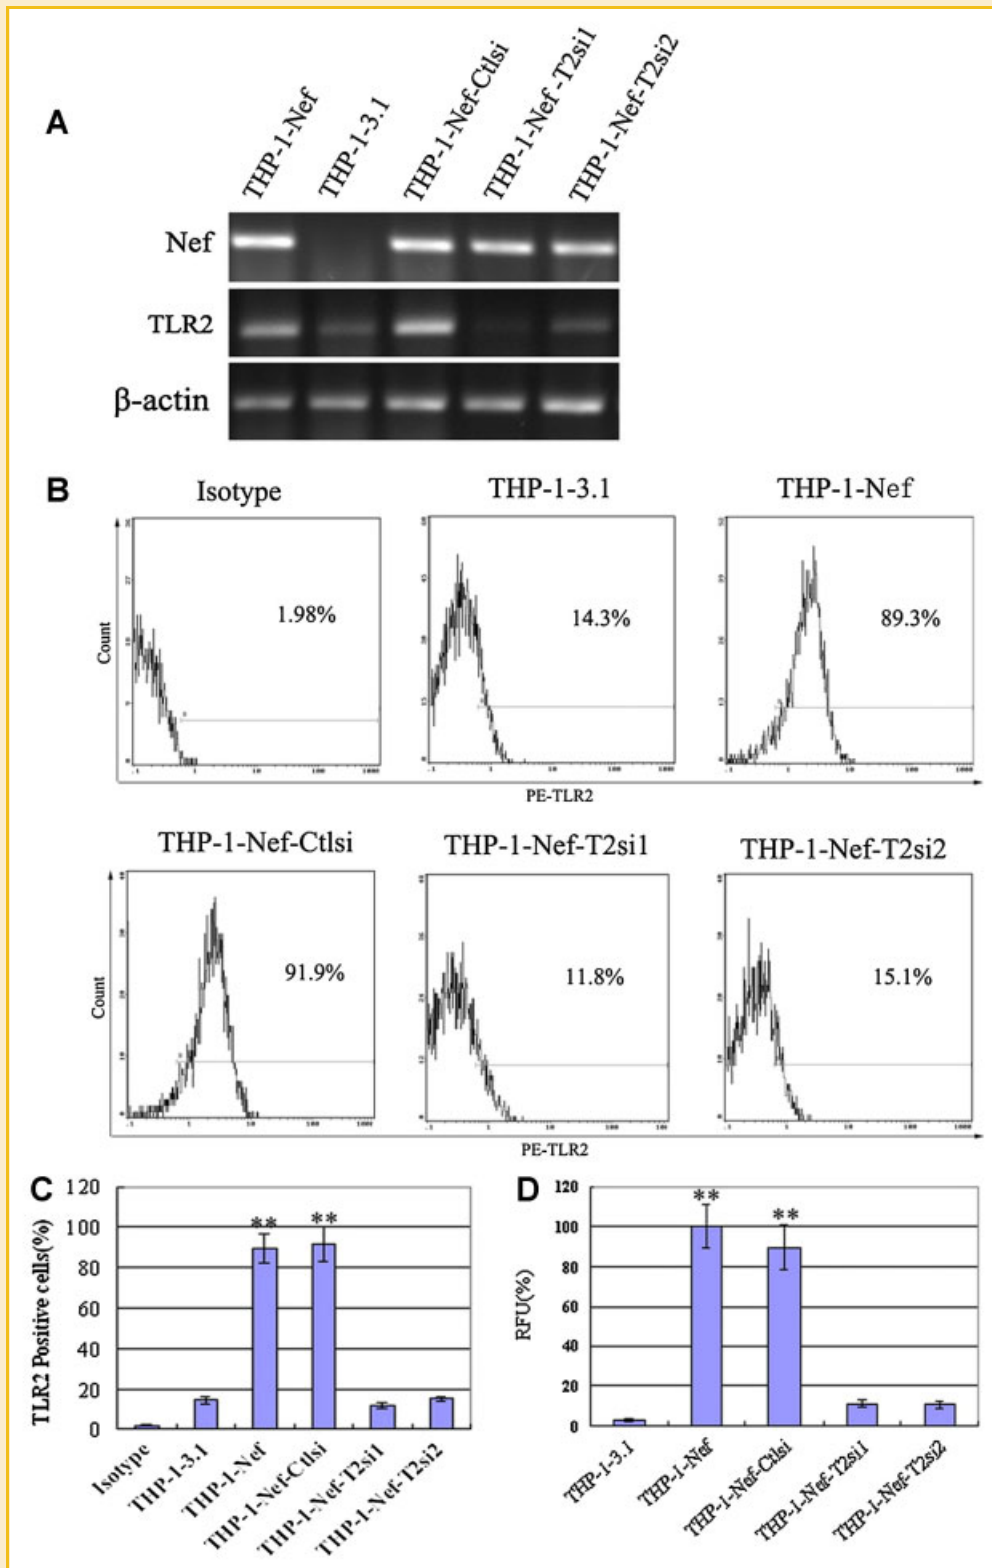 A
THP-1-Nef
THP-1-3.1
THP-1-Nef-Ctlsi
THP-1-Nef -T2si1
THP-1-Nef-T2si2
Nef
TLR2
β-actin
B
Isotype
THP-1-3.1
THP-1-Nef
1.98%
14.3%
89.3%
Count
PE-TLR2
THP-1-Nef-Ctlsi
THP-1-Nef-T2si1
THP-1-Nef-T2si2
91.9%
11.8%
15.1%
Count
PE-TLR2
C
TLR2 Positive cells(%)
120
100
80
60
40
20
0
**
**
Isotype
THP-1-3.1
THP-1-Nef
THP-1-Nef-Ctlsi
THP-1-Nef-T2si1
THP-1-Nef-T2si2
D
RFU(%)
120
100
80
60
40
20
0
**
**
THP-1-3.1
THP-1-Nef
THP-1-Nef-Ctlsi
THP-1-Nef-T2si1
THP-1-Nef-T2si2